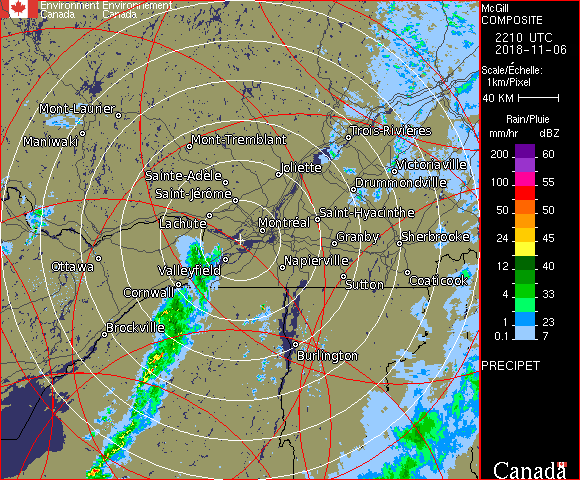 Environment Environnement
Canada Canada
McGill
COMPOSITE
2210 UTC
2018-11-06
Scale/Échelle:
1km/Pixel
40 KM
Rain/Pluie
mm/hr dBZ
200 60
100 55
50 50
24 45
12 40
4 33
1 23
0.1 7
PRECIPET
Canada
Mont-Laurier
Maniwaki
Mont-Tremblant
Trois-Rivières
Sainte-Adèle
Joliette
Victoriaville
Saint-Jérôme
Drummondville
Lachute
Montréal
Saint-Hyacinthe
Ottawa
Granby
Sherbrooke
Valleyfield
Napierville
Cornwall
Sutton
Coaticook
Brockville
Burlington